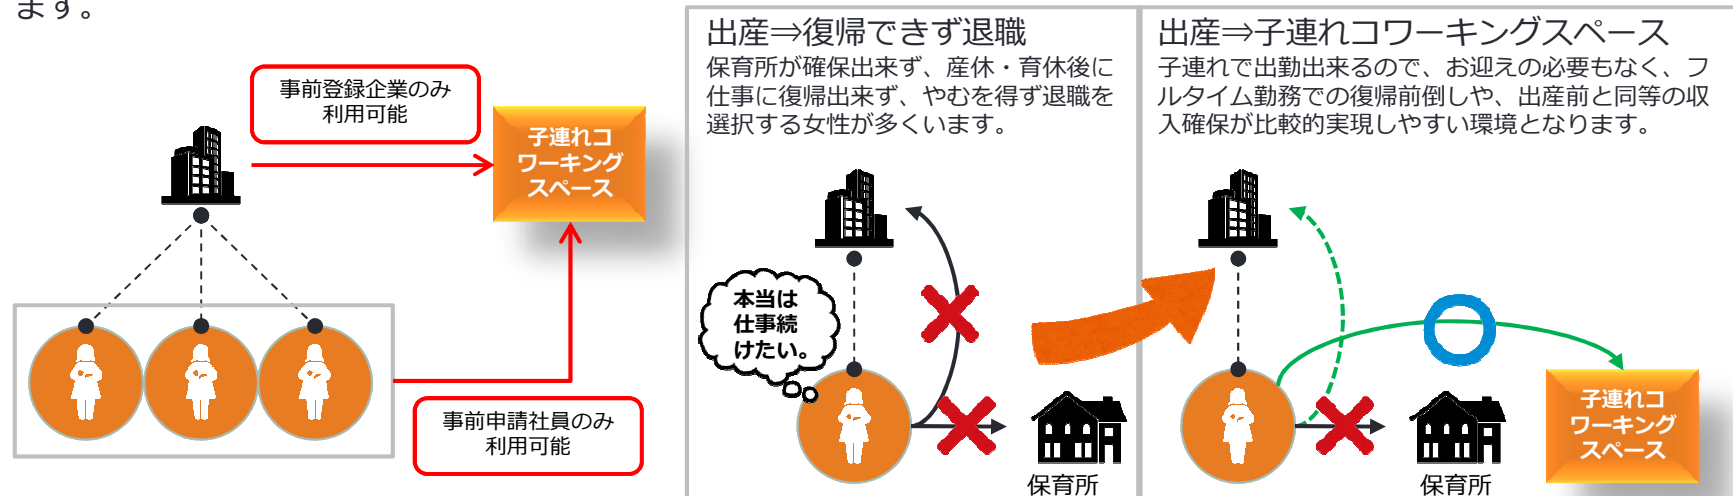 ます。
事前登録企業のみ
利用可能
子連れコ
ワーキング
スペース
事前申請社員のみ
利用可能
出産⇒復帰できず退職
保育所が確保出来ず、産休・育休後に
仕事に復帰出来ず、やむを得ず退職を
選択する女性が多くいます。
本当は
仕事続
けたい。
保育所
出産⇒子連れコワーキングスペース
子連れで出勤出来るので、お迎えの必要もなく、フ
ルタイム勤務での復帰前倒しや、出産前と同等の収
入確保が比較的実現しやすい環境となります。
保育所
子連れコ
ワーキング
スペース